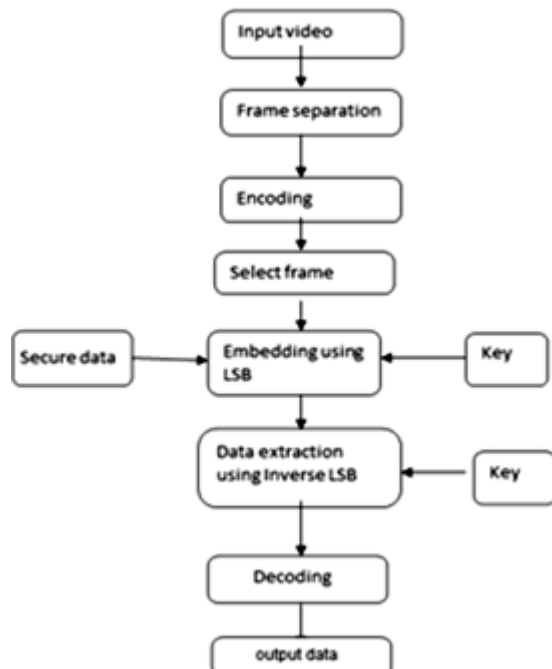 Input video
Frame separation
Encoding
Select frame
Secure data
Embedding using
LSB
Key
Data extraction
using Inverse LSB
Key
Decoding
output data